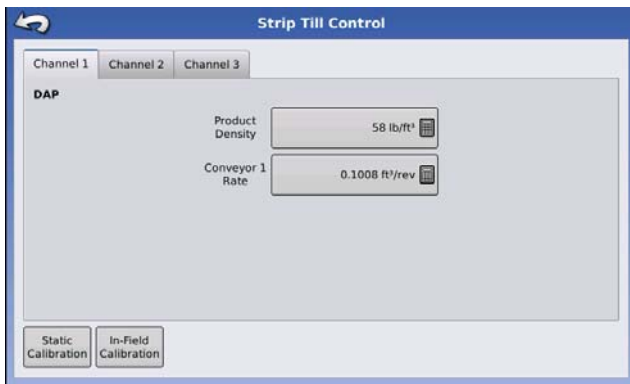 Strip Till Control
Channel 1
Channel 2
Channel 3
DAP
Product
Density
58 lb/ft³
Conveyor 1
Rate
0.1008 ft³/rev
Static
Calibration
In-Field
Calibration